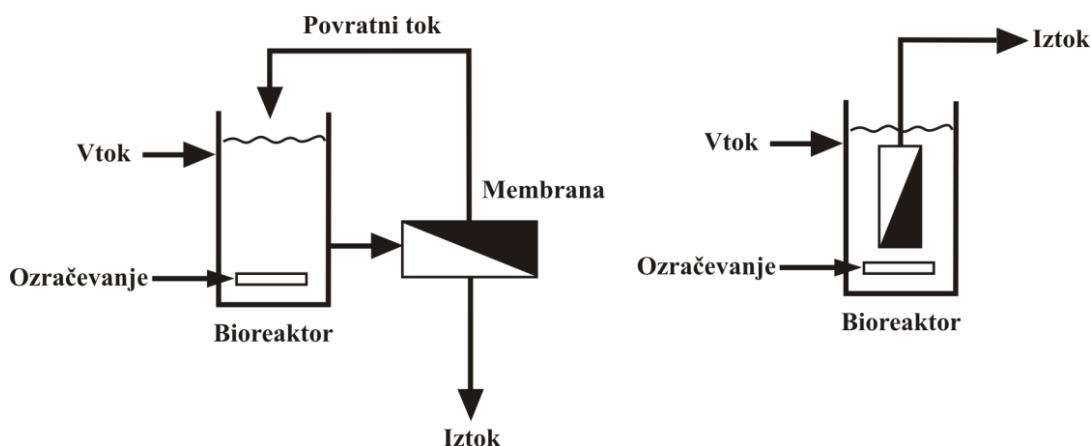 Povratni tok
Vtok
Membrana
Ozračevanje
Bioreaktor
Iztok
Iztok
Vtok
Ozračevanje
Bioreaktor